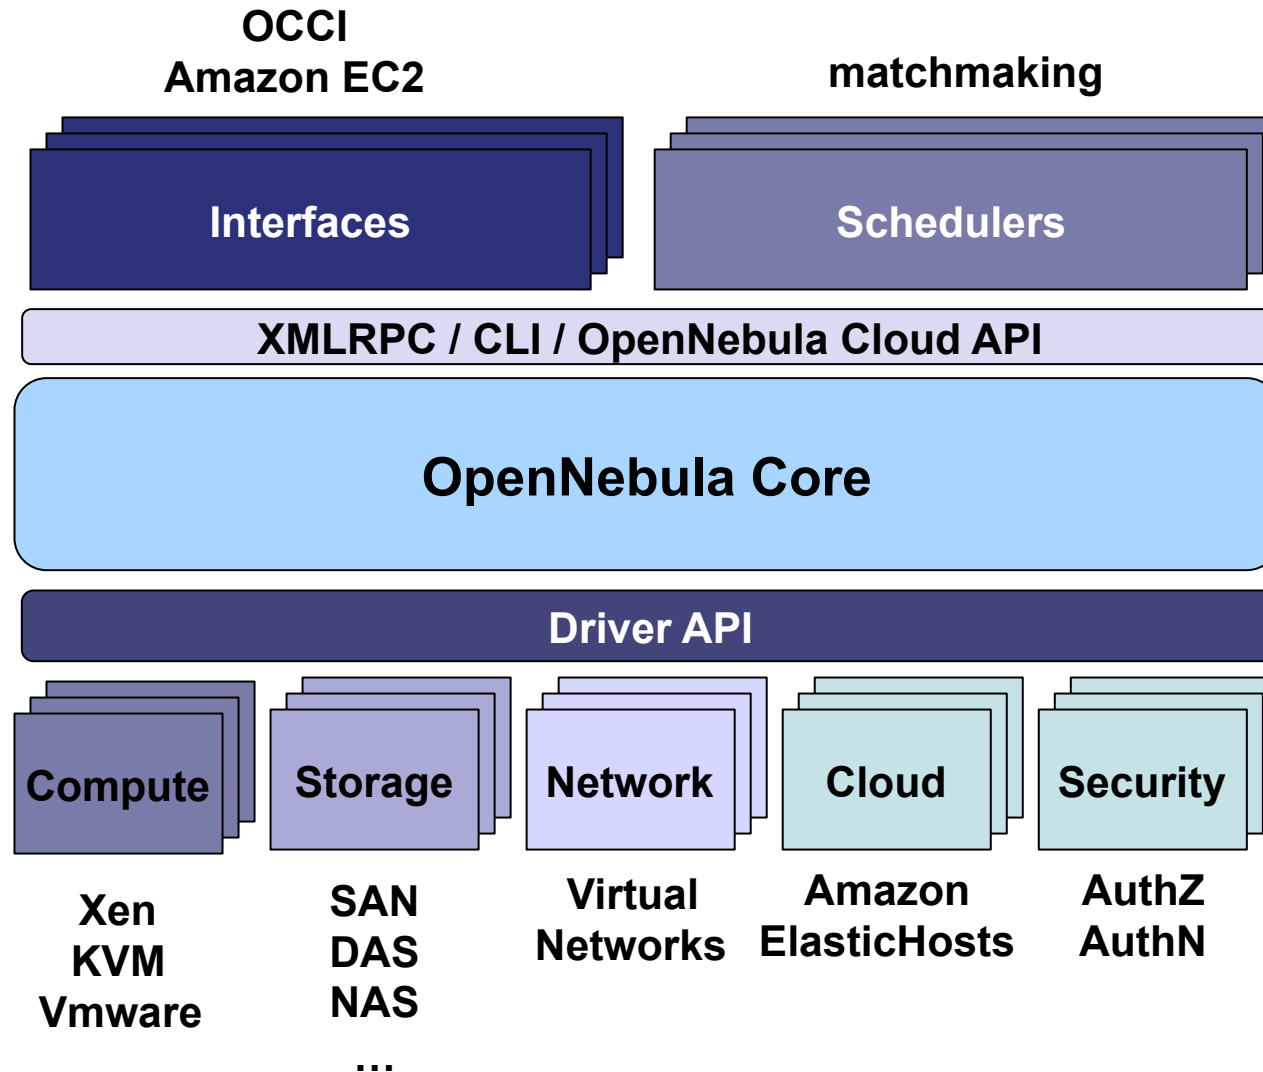 OCCI
Amazon EC2
matchmaking
Interfaces
Schedulers
XMLRPC / CLI / OpenNebula Cloud API
OpenNebula Core
Driver API
Compute
Storage
Network
Cloud
Security
Xen
KVM
Vmware
SAN
DAS
NAS
...
Virtual
Networks
Amazon
ElasticHosts
AuthZ
AuthN